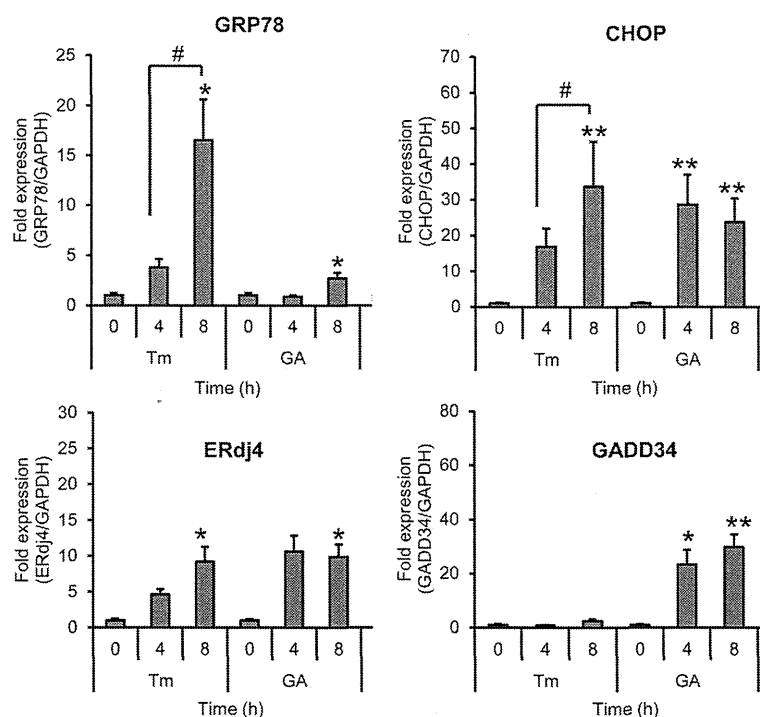 GRP78
Fold expression
(GRP78/GAPDH)
25
20
15
10
5
0
#
*
*
0 4 8 0 4 8
Tm GA
Time (h)
CHOP
Fold expression
(CHOP/GAPDH)
70
60
50
40
30
20
10
0
#
**
**
**
0 4 8 0 4 8
Tm GA
Time (h)
ERdj4
Fold expression
(ERdj4/GAPDH)
30
25
20
15
10
5
0
*
*
0 4 8 0 4 8
Tm GA
Time (h)
GADD34
Fold expression
(GADD34/GAPDH)
80
60
40
20
0
*
**
0 4 8 0 4 8
Tm GA
Time (h)